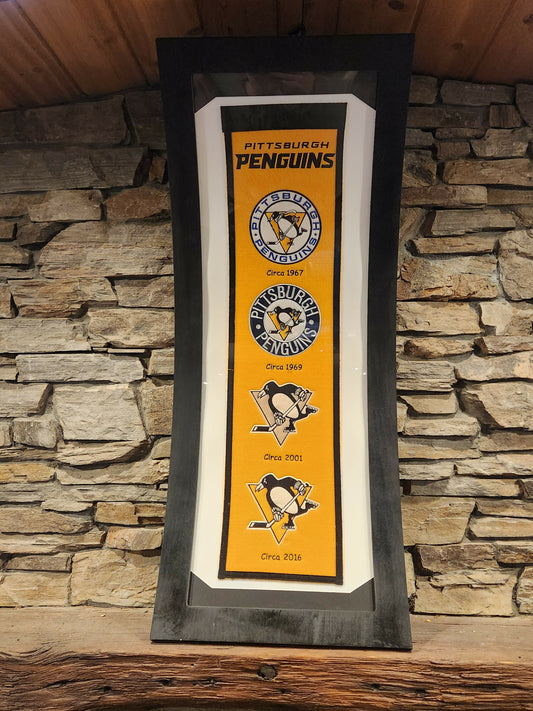 PITTSBURGH
PENGUINS
PITTSBURGH
PENGUINS
Circa 1967
PITTSBURGH
PENGUINS
Circa 1969
Circa 2001
Circa 2016